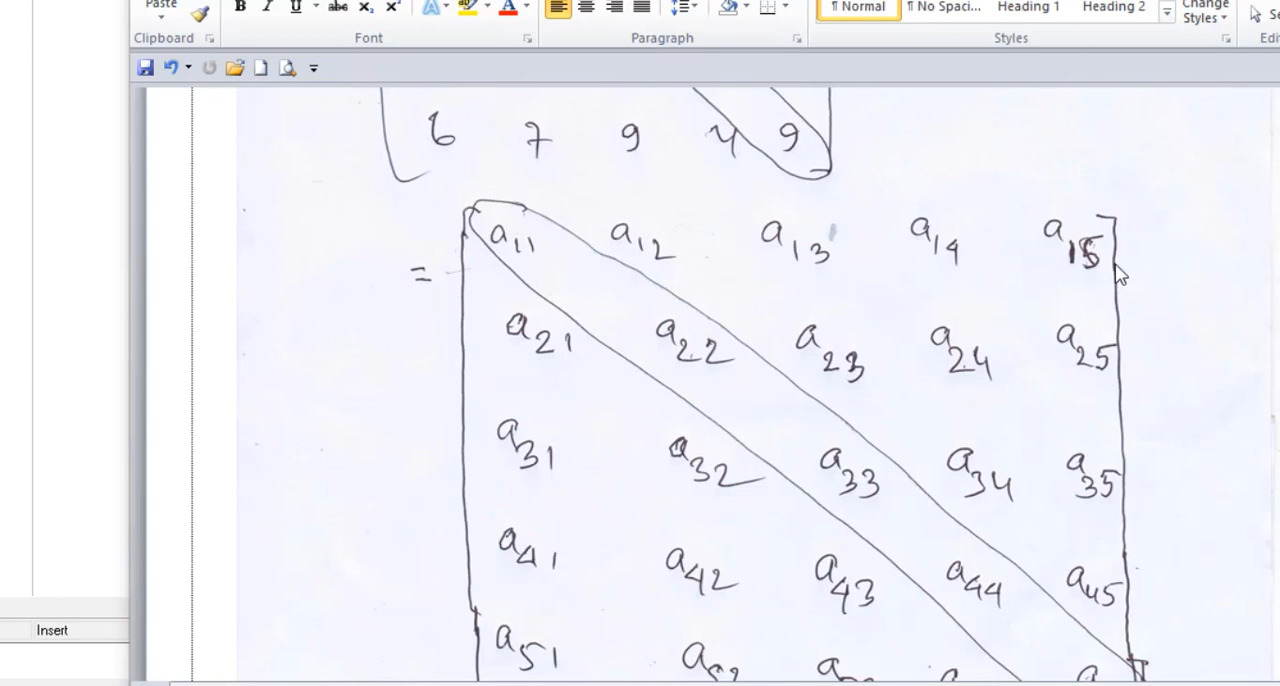 Paste
B I U abc x₂ x² A ab A
¶ Normal ¶ No Spaci... Heading 1 Heading 2 Change Styles
Clipboard Font Paragraph Styles
6 7 9 4 9
= a₁₁ a₁₂ a₁₃ a₁₄ a₁₅
a₂₁ a₂₂ a₂₃ a₂₄ a₂₅
a₃₁ a₃₂ a₃₃ a₃₄ a₃₅
a₄₁ a₄₂ a₄₃ a₄₄ a₄₅
a₅₁
Insert